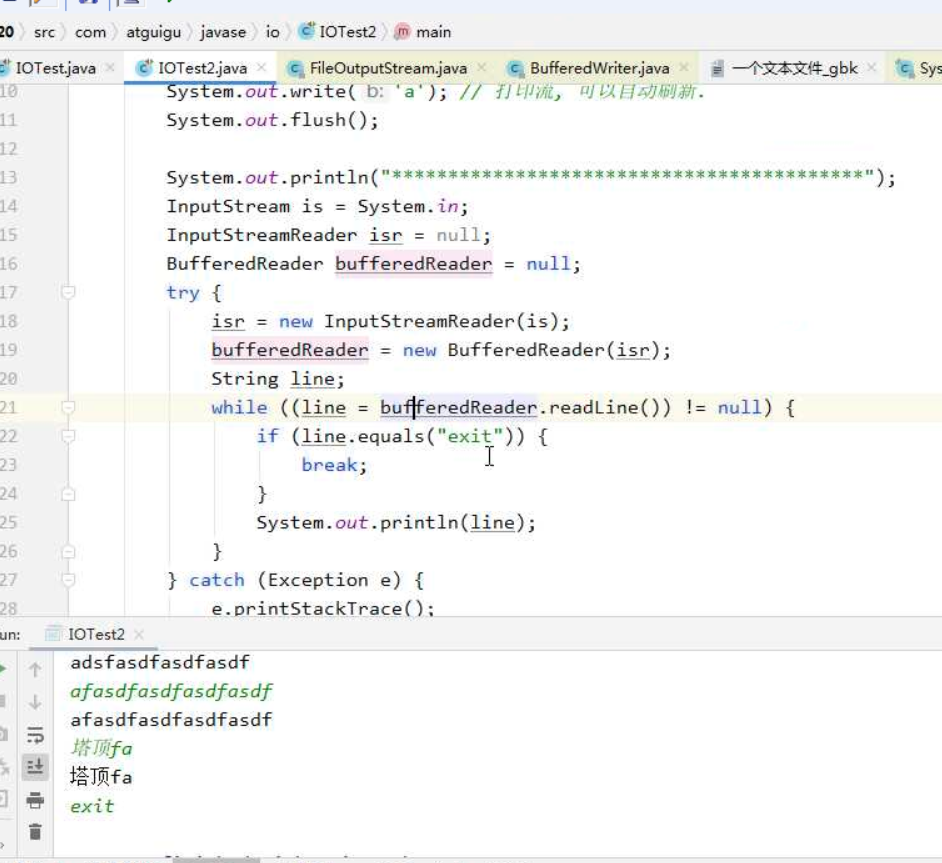 20 src com atguigu javase io IOTest2 main
IOTest.java IOTest2.java FileOutputStream.java BufferedWriter.java 一个文本文件_gbk Sys
10 System.out.write( b: 'a'); // 打印流, 可以自动刷新.
11 System.out.flush();
12
13 System.out.println("******************************************");
14 InputStream is = System.in;
15 InputStreamReader isr = null;
16 BufferedReader bufferedReader = null;
17 try {
18 isr = new InputStreamReader(is);
19 bufferedReader = new BufferedReader(isr);
20 String line;
21 while ((line = bufferedReader.readLine()) != null) {
22 if (line.equals("exit")) {
23 break;
24 }
25 System.out.println(line);
26 }
27 } catch (Exception e) {
28 e.printStackTrace();
un: IOTest2
adsfasdfasdfasdf
afasdfasdfasdfasdf
afasdfasdfasdfasdf
塔顶fa
塔顶fa
exit